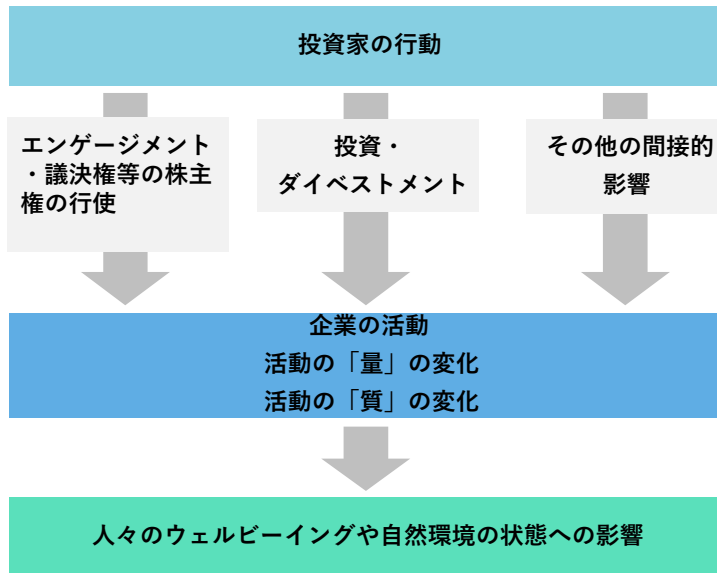 投資家の行動
エンゲージメント
・議決権等の株主
権の行使
投資・
ダイベストメント
その他の間接的
影響
企業の活動
活動の「量」の変化
活動の「質」の変化
人々のウェルビーイングや自然環境の状態への影響